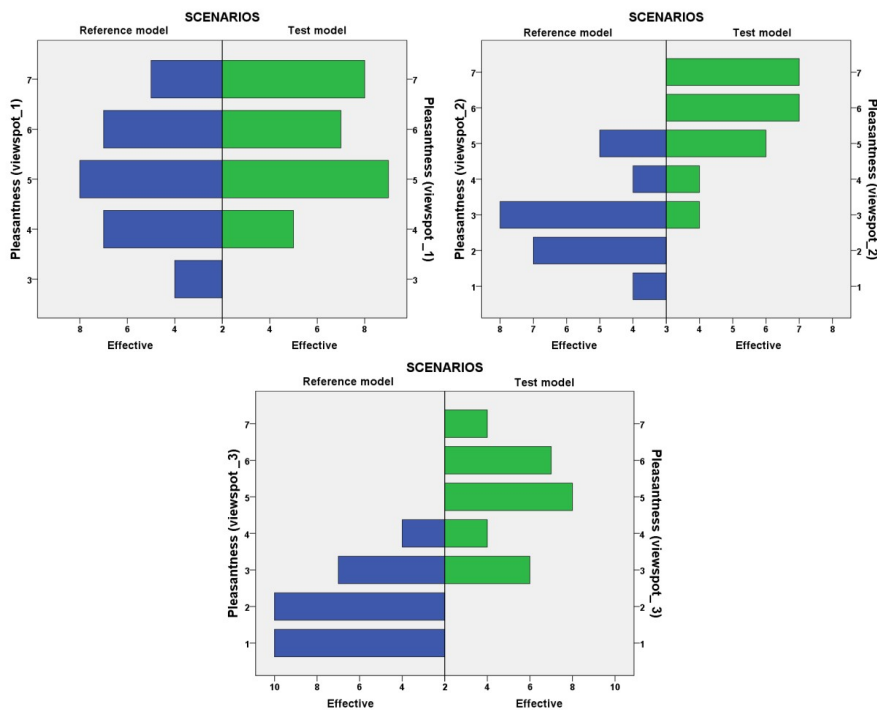 SCENARIOS
Reference model Test model
Pleasantness (viewspot_1)
7
6
5
4
3
7
6
5
4
3
Pleasantness (viewspot _1)
8 6 4 2 4 6 8
Effective Effective
SCENARIOS
Reference model Test model
Pleasantness (viewspot_2)
7
6
5
4
3
2
1
7
6
5
4
3
2
1
Pleasantness (viewspot_2)
8 7 6 5 4 3 4 5 6 7 8
Effective Effective
SCENARIOS
Reference model Test model
Pleasantness (viewspot_3)
7
6
5
4
3
2
1
7
6
5
4
3
2
1
Pleasantness (viewspot_ 3)
10 8 6 4 2 4 6 8 10
Effective Effective